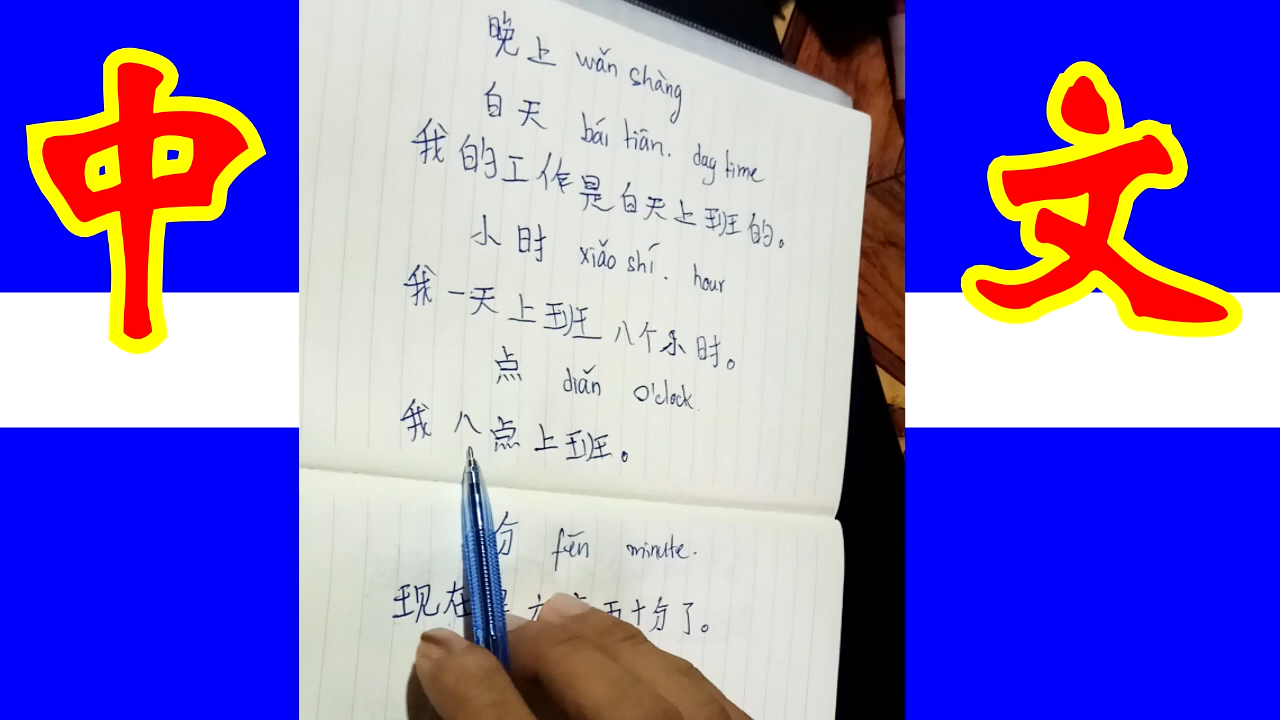 中
文
晚上 wǎn shàng
白天 bái tiān. day time
我的工作是白天上班的。
小时 xiǎo shí. hour
我一天上班八个小时。
点 diǎn o'clock.
我八点上班。
分 fēn minute.
现在 五十分了。